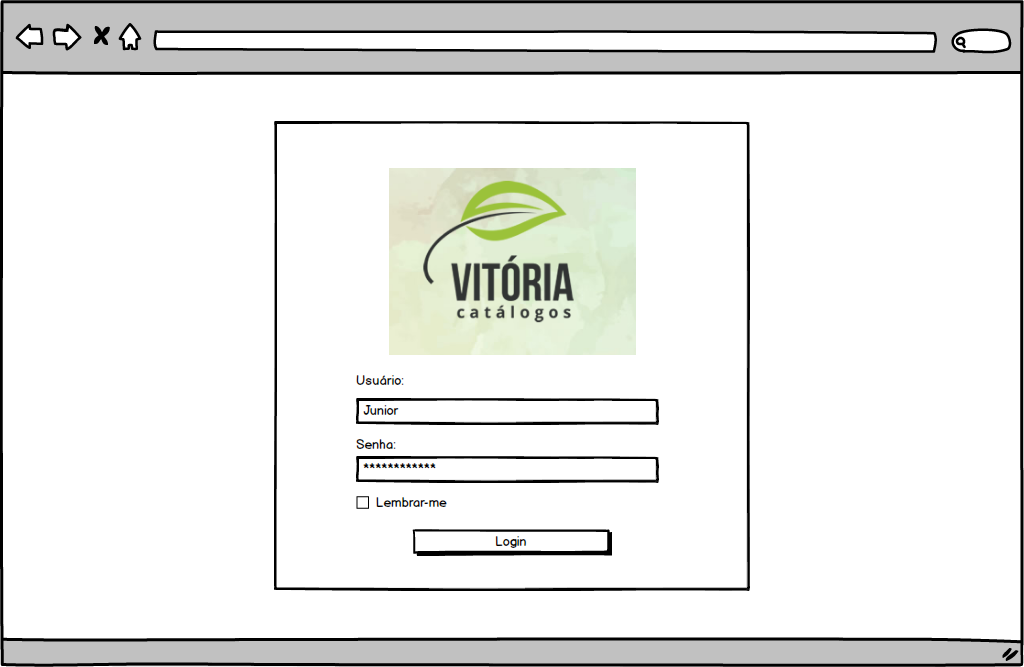 VITÓRIA
catálogos
Usuário:
Junior
Senha:
************
Lembrar-me
Login